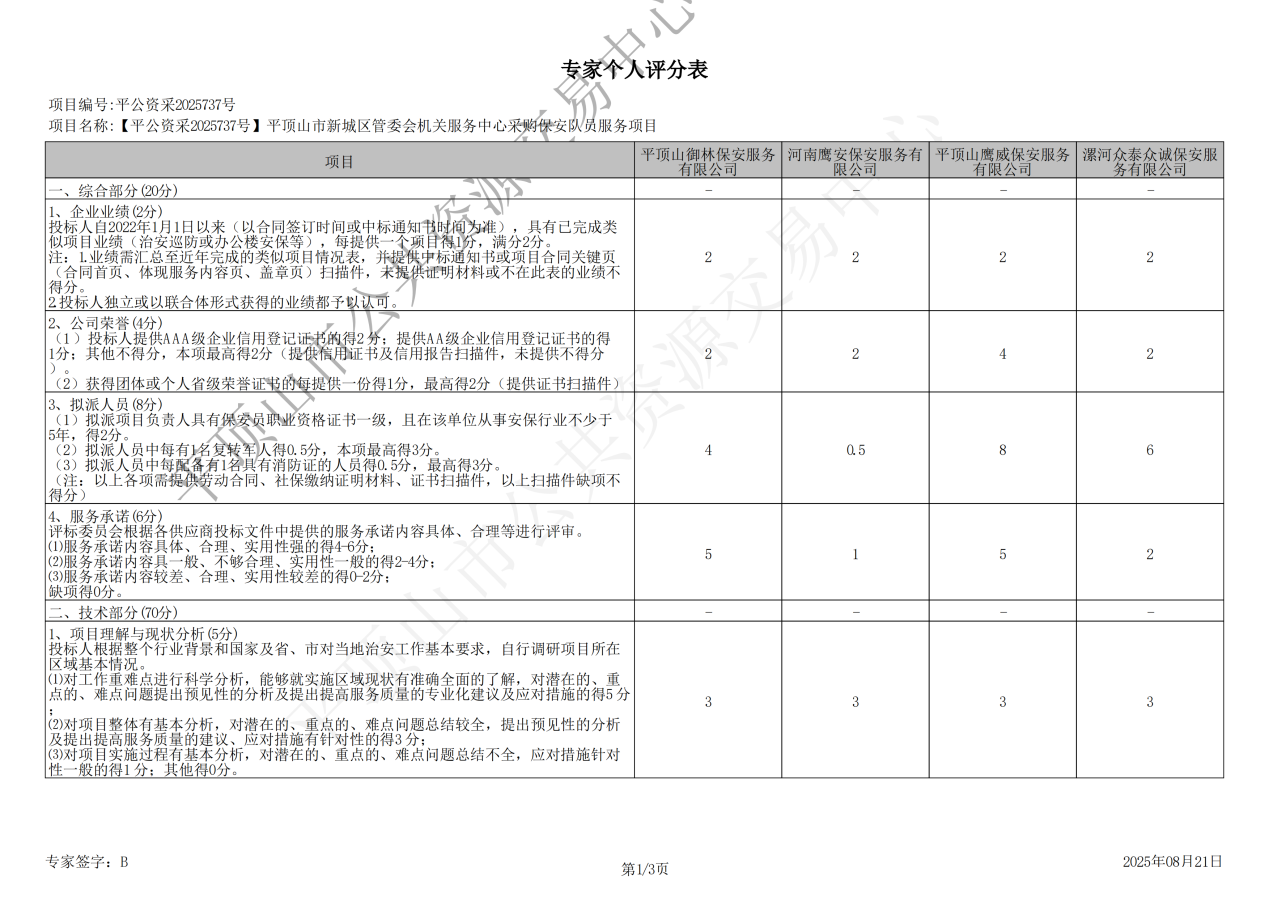 专家个人评分表
项目编号:平公资采2025737号
项目名称:【平公资采2025737号】平顶山市新城区管委会机关服务中心采购保安队员服务项目
项目
平顶山御林保安服务有限公司
河南鹰安保安服务有限公司
平顶山鹰威保安服务有限公司
漯河众泰众诚保安服务有限公司
一、综合部分(20分)
- - - -
1、企业业绩(2分)
投标人自2022年1月1日以来（以合同签订时间或中标通知书时间为准），具有已完成类
似项目业绩（治安巡防或办公楼安保等），每提供一个项目得1分，满分2分。
注：1.业绩需汇总至近年完成的类似项目情况表，并提供中标通知书或项目合同关键页
（合同首页、体现服务内容页、盖章页）扫描件，未提供证明材料或不在此表的业绩不
得分。
2.投标人独立或以联合体形式获得的业绩都予以认可。
2 2 2 2
2、公司荣誉(4分)
（1）投标人提供AAA级企业信用登记证书的得2分；提供AA级企业信用登记证书的得
1分；其他不得分，本项最高得2分（提供信用证书及信用报告扫描件，未提供不得分
）。
（2）获得团体或个人省级荣誉证书的每提供一份得1分，最高得2分（提供证书扫描件）
2 2 4 2
3、拟派人员(8分)
（1）拟派项目负责人具有保安员职业资格证书一级，且在该单位从事安保行业不少于
5年，得2分。
（2）拟派人员中每有1名复转军人得0.5分，本项最高得3分。
（3）拟派人员中每配备有1名具有消防证的人员得0.5分，最高得3分。
（注：以上各项需提供劳动合同、社保缴纳证明材料、证书扫描件，以上扫描件缺项不
得分）
4 0.5 8 6
4、服务承诺(6分)
评标委员会根据各供应商投标文件中提供的服务承诺内容具体、合理等进行评审。
⑴服务承诺内容具体、合理、实用性强的得4-6分；
⑵服务承诺内容具一般、不够合理、实用性一般的得2-4分；
⑶服务承诺内容较差、合理、实用性较差的得0-2分；
缺项得0分。
5 1 5 2
二、技术部分(70分)
- - - -
1、项目理解与现状分析(5分)
投标人根据整个行业背景和国家及省、市对当地治安工作基本要求，自行调研项目所在
区域基本情况。
⑴对工作重难点进行科学分析，能够就实施区域现状有准确全面的了解，对潜在的、重
点的、难点问题提出预见性的分析及提出提高服务质量的专业化建议及应对措施的得5分
；
⑵对项目整体有基本分析，对潜在的、重点的、难点问题总结较全，提出预见性的分析
及提出提高服务质量的建议、应对措施有针对性的得3分；
⑶对项目实施过程有基本分析，对潜在的、重点的、难点问题总结不全，应对措施针对
性一般的得1分；其他得0分。
3 3 3 3
专家签字：B
第1/3页
2025年08月21日
平顶山市公共资源交易中心
平顶山市公共资源交易中心